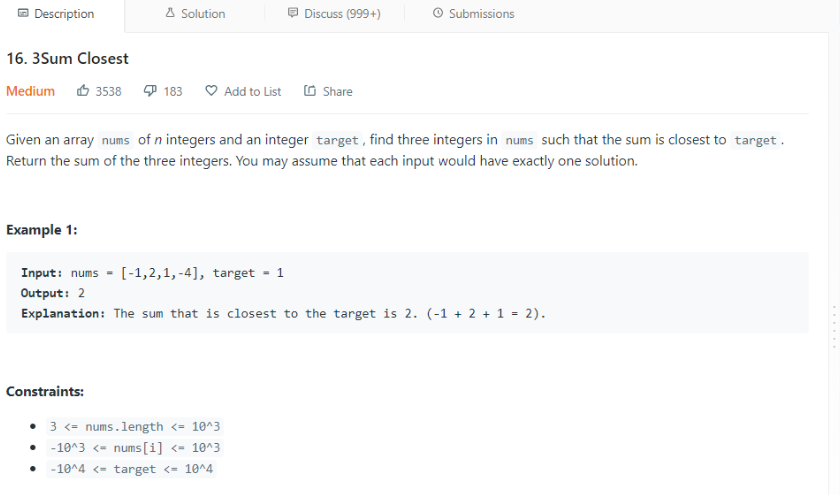 Description Solution Discuss (999+) Submissions
16. 3Sum Closest
Medium 3538 183 Add to List Share
Given an array nums of n integers and an integer target, find three integers in nums such that the sum is closest to target.
Return the sum of the three integers. You may assume that each input would have exactly one solution.
Example 1:
Input: nums = [-1,2,1,-4], target = 1
Output: 2
Explanation: The sum that is closest to the target is 2. (-1 + 2 + 1 = 2).
Constraints:
• 3 <= nums.length <= 10^3
• -10^3 <= nums[i] <= 10^3
• -10^4 <= target <= 10^4